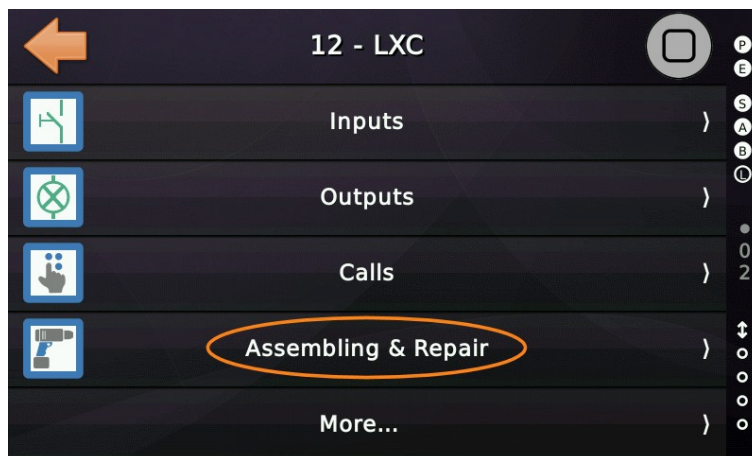 12 - LXC
Inputs
Outputs
Calls
Assembling & Repair
More...
P
E
S
A
B
L
0
2